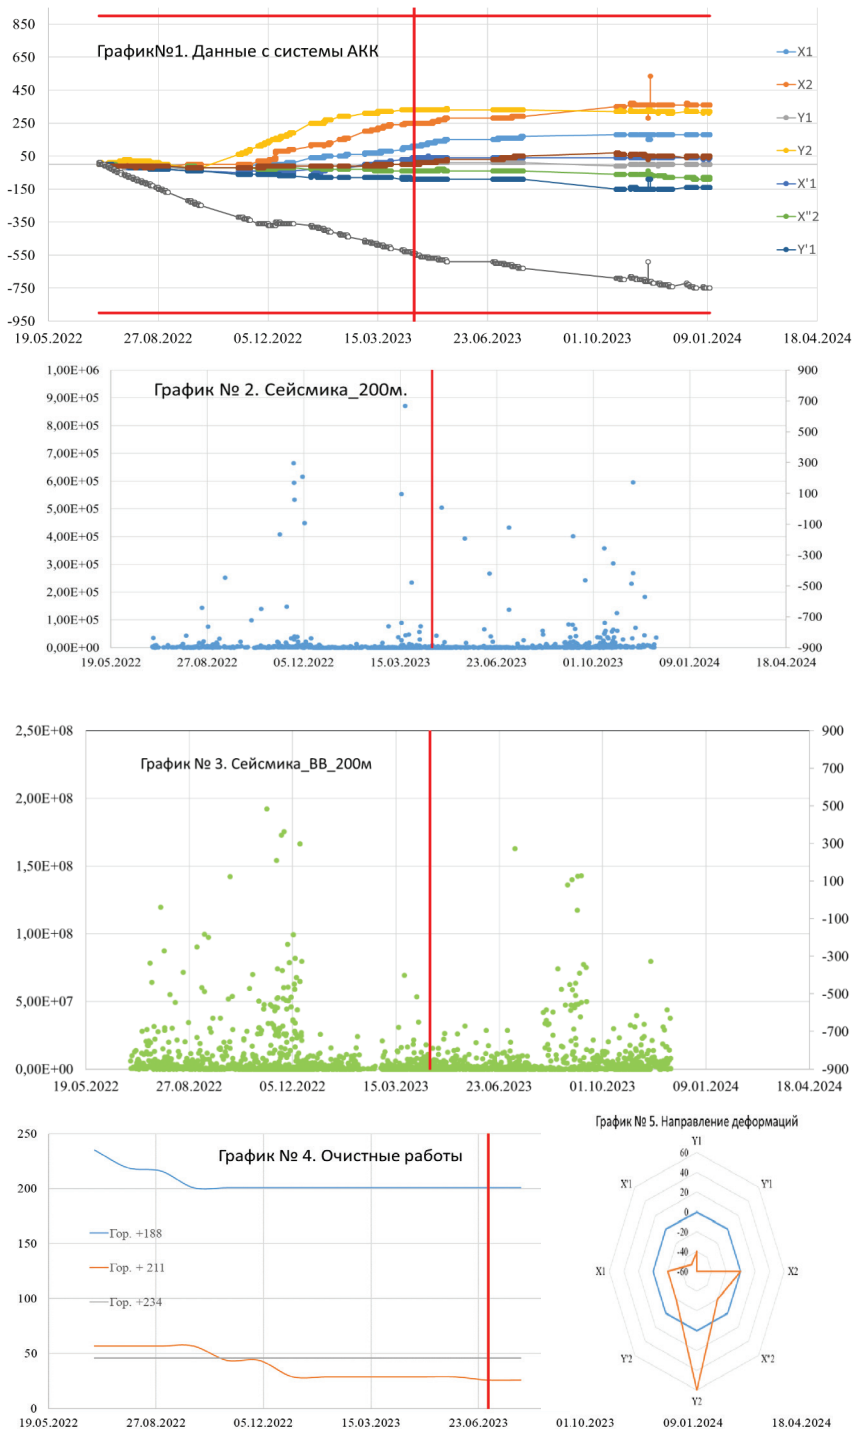 График№1. Данные с системы АКК
850
650
450
250
50
-150
-350
-550
-750
-950
19.05.2022 27.08.2022 05.12.2022 15.03.2023 23.06.2023 01.10.2023 09.01.2024 18.04.2024
X1
X2
Y1
Y2
X'1
X"2
Y'1
График № 2. Сейсмика_200м.
1,00E+06
9,00E+05
8,00E+05
7,00E+05
6,00E+05
5,00E+05
4,00E+05
3,00E+05
2,00E+05
1,00E+05
0,00E+00
900
700
500
300
100
-100
-300
-500
-700
-900
19.05.2022 27.08.2022 05.12.2022 15.03.2023 23.06.2023 01.10.2023 09.01.2024 18.04.2024
График № 3. Сейсмика_ВВ_200м
2,50E+08
2,00E+08
1,50E+08
1,00E+08
5,00E+07
0,00E+00
900
700
500
300
100
-100
-300
-500
-700
-900
19.05.2022 27.08.2022 05.12.2022 15.03.2023 23.06.2023 01.10.2023 09.01.2024 18.04.2024
График № 4. Очистные работы
250
200
150
100
50
0
Гор. +188
Гор. + 211
Гор. +234
19.05.2022 27.08.2022 05.12.2022 15.03.2023 23.06.2023 01.10.2023 09.01.2024 18.04.2024
График № 5. Направление деформаций
Y1
Y'1
X2
X"2
Y2
Y'2
X1
X'1
60
40
20
0
-20
-40
-60